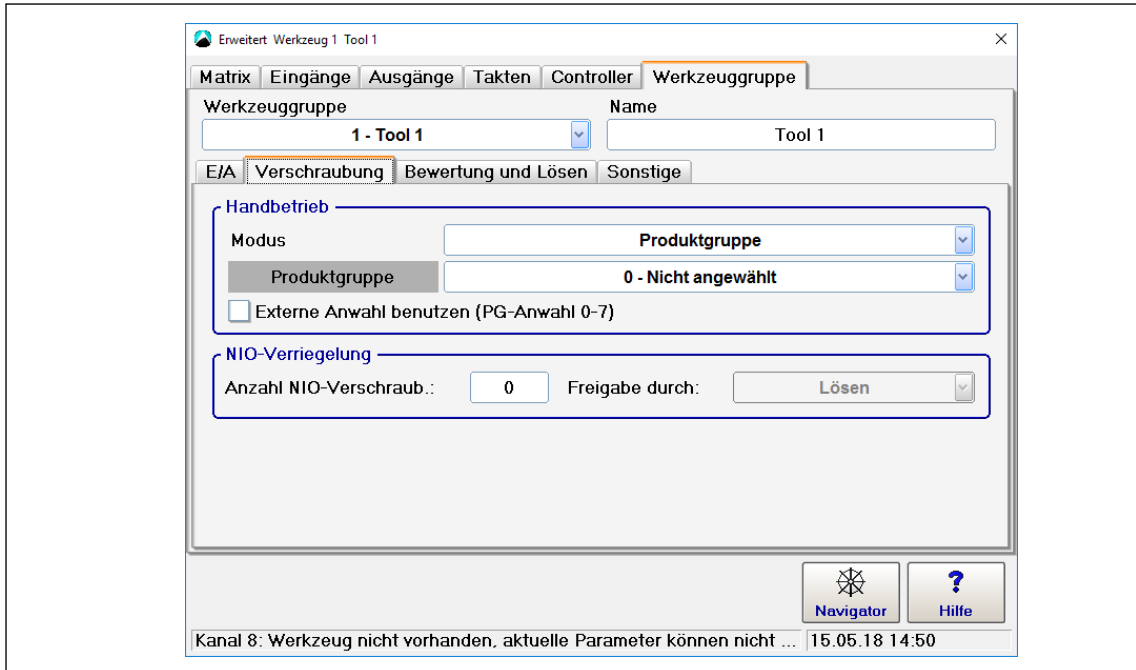 Erweitert Werkzeug 1 Tool 1
Matrix Eingänge Ausgänge Takten Controller Werkzeuggruppe
Werkzeuggruppe Name
1 - Tool 1 Tool 1
E/A Verschraubung Bewertung und Lösen Sonstige
Handbetrieb
Modus Produktgruppe
Produktgruppe 0 - Nicht angewählt
Externe Anwahl benutzen (PG-Anwahl 0-7)
NIO-Verriegelung
Anzahl NIO-Verschraub.: 0 Freigabe durch: Lösen
Navigator ? Hilfe
Kanal 8: Werkzeug nicht vorhanden, aktuelle Parameter können nicht ... 15.05.18 14:50